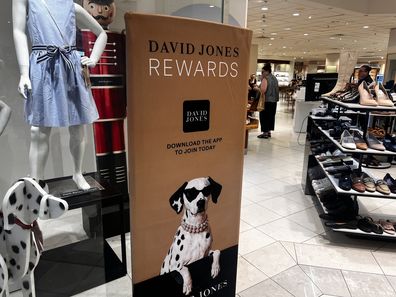 DAVID JONES
REWARDS
DAVID
JONES
DOWNLOAD THE APP
TO JOIN TODAY
JONES